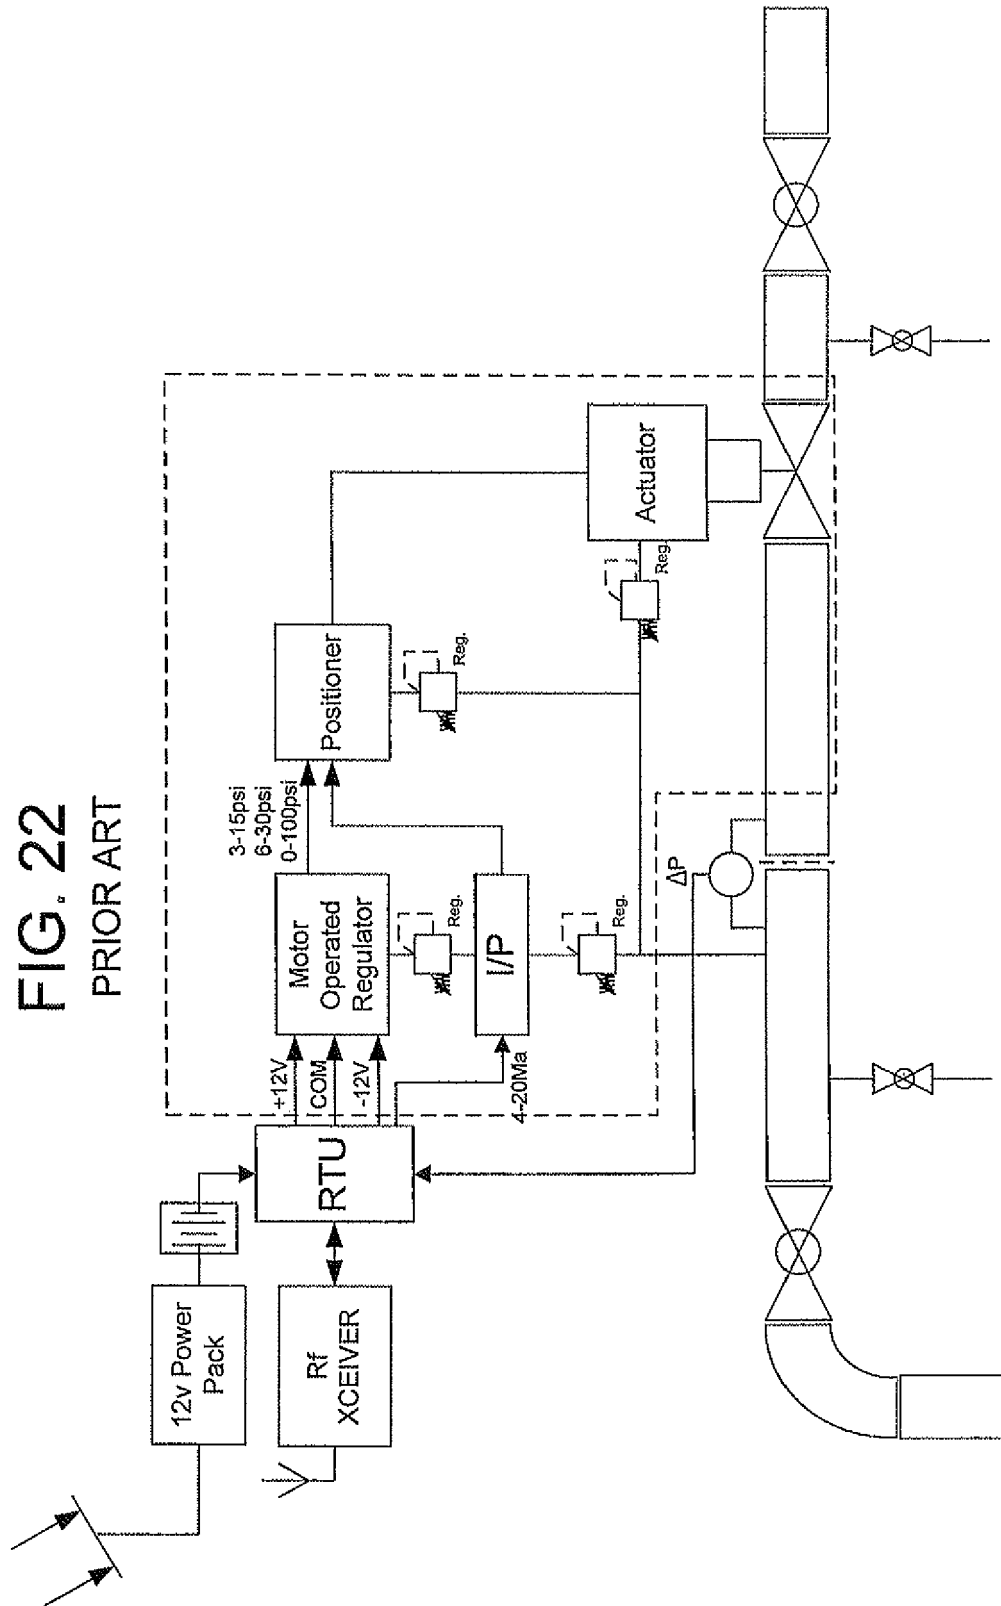 FIG. 22
PRIOR ART
12v Power
Pack
Rf
XCEIVER
RTU
+12V
COM
-12V
4-20Ma
Motor
Operated
Regulator
3-15psi
6-30psi
0-100psi
Positioner
Reg.
I/P
Reg.
Reg.
Actuator
Reg.
ΔP